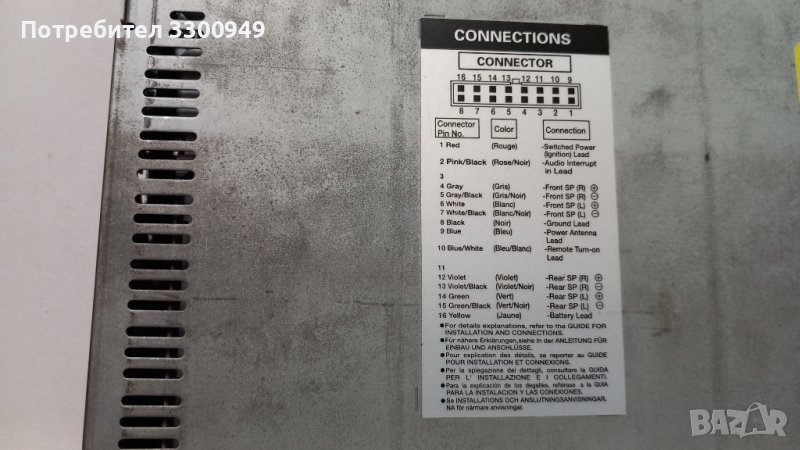 Потребител 3300949
CONNECTIONS
CONNECTOR
16 15 14 13 12 11 10 9
8 7 6 5 4 3 2 1
Connector Pin No. Color Connection
1 Red (Rouge) -Switched Power (Ignition) Lead
2 Pink/Black (Rose/Noir) -Audio Interrupt in Lead
3
4 Gray (Gris) -Front SP (R) ⊕
5 Gray/Black (Gris/Noir) -Front SP (R) ⊖
6 White (Blanc) -Front SP (L) ⊕
7 White/Black (Blanc/Noir) -Front SP (L) ⊖
8 Black (Noir) -Ground Lead
9 Blue (Bleu) -Power Antenna Lead
10 Blue/White (Bleu/Blanc) -Remote Turn-on Lead
11
12 Violet (Violet) -Rear SP (R) ⊕
13 Violet/Black (Violet/Noir) -Rear SP (R) ⊖
14 Green (Vert) -Rear SP (L) ⊕
15 Green/Black (Vert/Noir) -Rear SP (L) ⊖
16 Yellow (Jaune) -Battery Lead
●For details explanations, refer to the GUIDE FOR
INSTALLATION AND CONNECTIONS.
●Für nähere Erklärungen,siehe in der ANLEITUNG FÜR
EINBAU UND ANSCHLÜSSE.
●Pour explication des détails, se reporter au GUIDE
POUR INSTALLATION ET CONNEXIONS.
●Per la spiegazione dei dettagli, consultare la GUIDA
PER L' INSTALLAZIONE E I COLLEGAMENTI.
●Para la explicación de los degalles, refiérase a la GUIA
PARA LA INSTALACION Y LAS CONEXIONES.
●Se INSTALLATIONS OCH ANSLUTNINGSANVISNINGAR.
NA för närmare anvisningar.
BAZAR